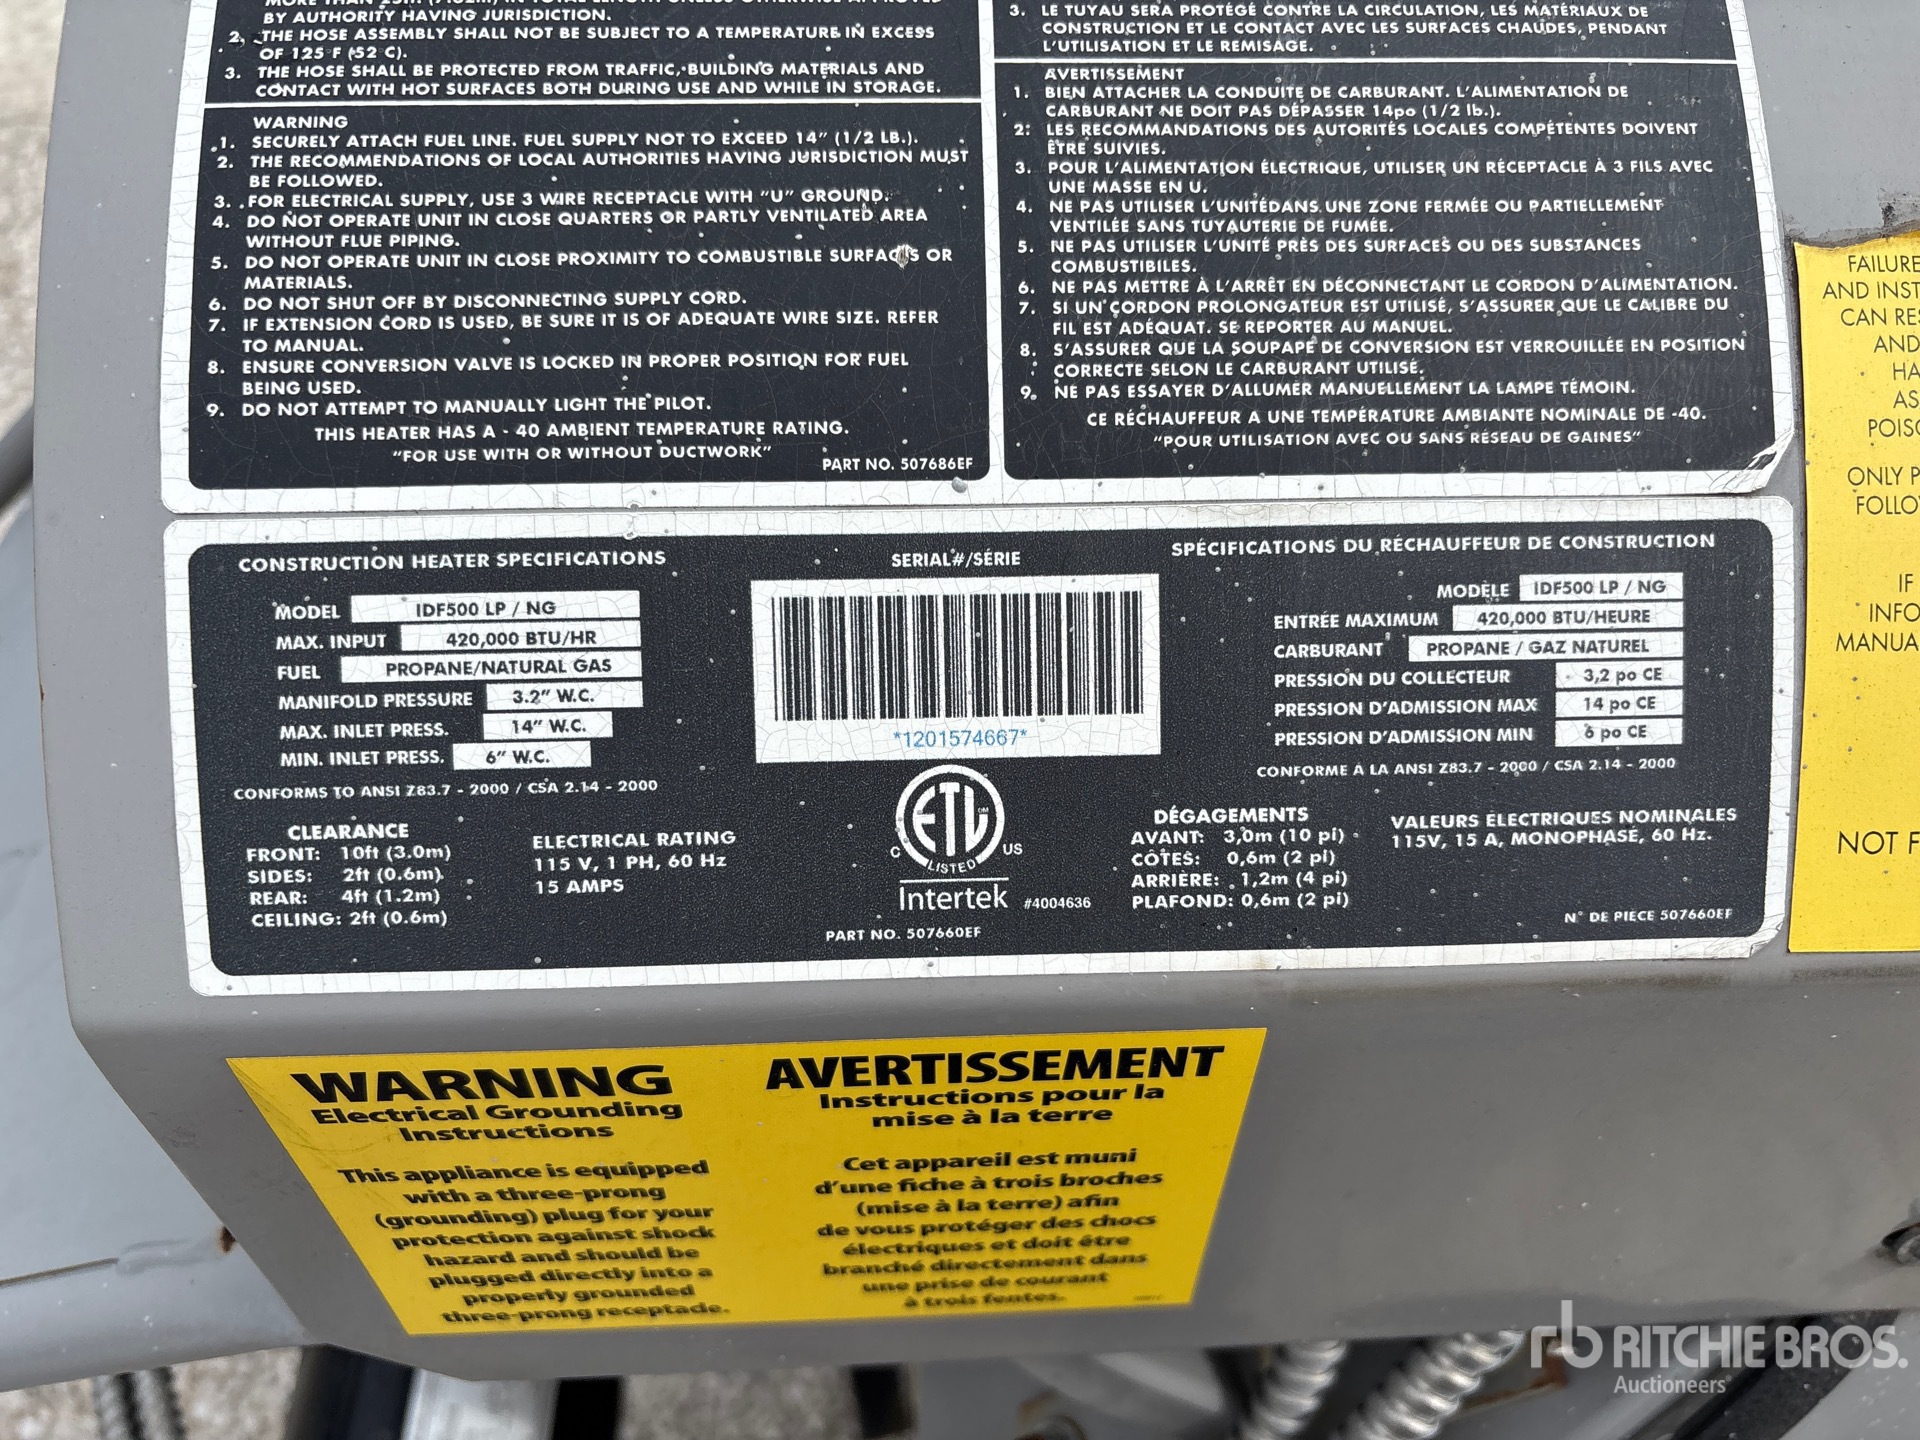 MORE THAN 25ft (7.62m) IN TOTAL LENGTH UNLESS OTHERWISE APPROVED
BY AUTHORITY HAVING JURISDICTION.
2. THE HOSE ASSEMBLY SHALL NOT BE SUBJECT TO A TEMPERATURE IN EXCESS
OF 125 F (52 C).
3. THE HOSE SHALL BE PROTECTED FROM TRAFFIC, BUILDING MATERIALS AND
CONTACT WITH HOT SURFACES BOTH DURING USE AND WHILE IN STORAGE.
WARNING
1. SECURELY ATTACH FUEL LINE. FUEL SUPPLY NOT TO EXCEED 14" (1/2 LB.).
2. THE RECOMMENDATIONS OF LOCAL AUTHORITIES HAVING JURISDICTION MUST
BE FOLLOWED.
3. FOR ELECTRICAL SUPPLY, USE 3 WIRE RECEPTACLE WITH "U" GROUND.
4. DO NOT OPERATE UNIT IN CLOSE QUARTERS OR PARTLY VENTILATED AREA
WITHOUT FLUE PIPING.
5. DO NOT OPERATE UNIT IN CLOSE PROXIMITY TO COMBUSTIBLE SURFACES OR
MATERIALS.
6. DO NOT SHUT OFF BY DISCONNECTING SUPPLY CORD.
7. IF EXTENSION CORD IS USED, BE SURE IT IS OF ADEQUATE WIRE SIZE. REFER
TO MANUAL.
8. ENSURE CONVERSION VALVE IS LOCKED IN PROPER POSITION FOR FUEL
BEING USED.
9. DO NOT ATTEMPT TO MANUALLY LIGHT THE PILOT.
THIS HEATER HAS A - 40 AMBIENT TEMPERATURE RATING.
"FOR USE WITH OR WITHOUT DUCTWORK"
PART NO. 507686EF
3. LE TUYAU SERA PROTÉGÉ CONTRE LA CIRCULATION, LES MATÉRIAUX DE
CONSTRUCTION ET LE CONTACT AVEC LES SURFACES CHAUDES, PENDANT
L'UTILISATION ET LE REMISAGE.
AVERTISSEMENT
1. BIEN ATTACHER LA CONDUITE DE CARBURANT. L'ALIMENTATION DE
CARBURANT NE DOIT PAS DÉPASSER 14po (1/2 lb.).
2: LES RECOMMANDATIONS DES AUTORITÉS LOCALES COMPÉTENTES DOIVENT
ÊTRE SUIVIES.
3. POUR L'ALIMENTATION ÉLECTRIQUE, UTILISER UN RÉCEPTACLE À 3 FILS AVEC
UNE MASSE EN U.
4. NE PAS UTILISER L'UNITÉDANS UNE ZONE FERMÉE OU PARTIELLEMENT
VENTILÉE SANS TUYAUTERIE DE FUMÉE.
5. NE PAS UTILISER L'UNITÉ PRÈS DES SURFACES OU DES SUBSTANCES
COMBUSTIBILES.
6. NE PAS METTRE À L'ARRÊT EN DÉCONNECTANT LE CORDON D'ALIMENTATION.
7. SI UN CORDON PROLONGATEUR EST UTILISÉ, S'ASSURER QUE LE CALIBRE DU
FIL EST ADÉQUAT. SE REPORTER AU MANUEL.
8. S'ASSURER QUE LA SOUPAPE DE CONVERSION EST VERROUILLÉE EN POSITION
CORRECTE SELON LE CARBURANT UTILISÉ.
9. NE PAS ESSAYER D'ALLUMER MANUELLEMENT LA LAMPE TÉMOIN.
CE RÉCHAUFFEUR A UNE TEMPÉRATURE AMBIANTE NOMINALE DE -40.
"POUR UTILISATION AVEC OU SANS RÉSEAU DE GAINES"
CONSTRUCTION HEATER SPECIFICATIONS
MODEL IDF500 LP / NG
MAX. INPUT 420,000 BTU/HR
FUEL PROPANE/NATURAL GAS
MANIFOLD PRESSURE 3.2" W.C.
MAX. INLET PRESS. 14" W.C.
MIN. INLET PRESS. 6" W.C.
CONFORMS TO ANSI Z83.7 - 2000 / CSA 2.14 - 2000
CLEARANCE
FRONT: 10ft (3.0m)
SIDES: 2ft (0.6m)
REAR: 4ft (1.2m)
CEILING: 2ft (0.6m)
ELECTRICAL RATING
115 V, 1 PH, 60 Hz
15 AMPS
SERIAL#/SÉRIE
*1201574667*
ETL CM
C US
LISTED
Intertek #4004636
PART NO. 507660EF
SPÉCIFICATIONS DU RÉCHAUFFEUR DE CONSTRUCTION
MODÈLE IDF500 LP / NG
ENTRÉE MAXIMUM 420,000 BTU/HEURE
CARBURANT PROPANE / GAZ NATUREL
PRESSION DU COLLECTEUR 3,2 po CE
PRESSION D'ADMISSION MAX 14 po CE
PRESSION D'ADMISSION MIN 6 po CE
CONFORME À LA ANSI Z83.7 - 2000 / CSA 2.14 - 2000
DÉGAGEMENTS
AVANT: 3,0m (10 pi)
CÔTÉS: 0,6m (2 pi)
ARRIÈRE: 1,2m (4 pi)
PLAFOND: 0,6m (2 pi)
VALEURS ÉLECTRIQUES NOMINALES
115V, 15 A, MONOPHASÉ, 60 Hz.
N° DE PIÈCE 507660EF
FAILURE
AND INST
CAN RES
AND
HA
AS
POISO
ONLY P
FOLLO
IF
INFO
MANUA
NOT F
WARNING
Electrical Grounding
Instructions
This appliance is equipped
with a three-prong
(grounding) plug for your
protection against shock
hazard and should be
plugged directly into a
properly grounded
three-prong receptacle.
AVERTISSEMENT
Instructions pour la
mise à la terre
Cet appareil est muni
d'une fiche à trois broches
(mise à la terre) afin
de vous protéger des chocs
électriques et doit être
branché directement dans
une prise de courant
à trois fentes.
rb RITCHIE BROS.
Auctioneers